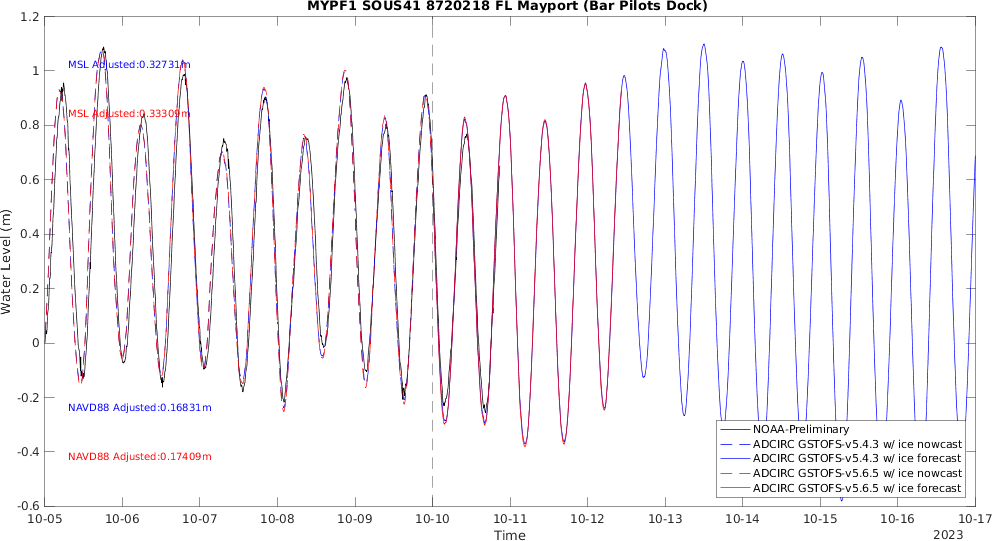 MYPF1 SOUS41 8720218 FL Mayport (Bar Pilots Dock)
Water Level (m)
1.2
1
0.8
0.6
0.4
0.2
0
-0.2
-0.4
-0.6
MSL Adjusted:0.32731m
MSL Adjusted:0.33309m
NAVD88 Adjusted:0.16831m
NAVD88 Adjusted:0.17409m
NOAA-Preliminary
ADCIRC GSTOFS-v5.4.3 w/ ice nowcast
ADCIRC GSTOFS-v5.4.3 w/ ice forecast
ADCIRC GSTOFS-v5.6.5 w/ ice nowcast
ADCIRC GSTOFS-v5.6.5 w/ ice forecast
10-05 10-06 10-07 10-08 10-09 10-10 10-11 10-12 10-13 10-14 10-15 10-16 10-17
Time
2023